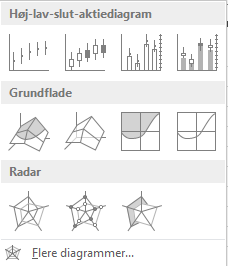 Høj-lav-slut-aktiediagram
Grundflade
Radar
Flere diagrammer...